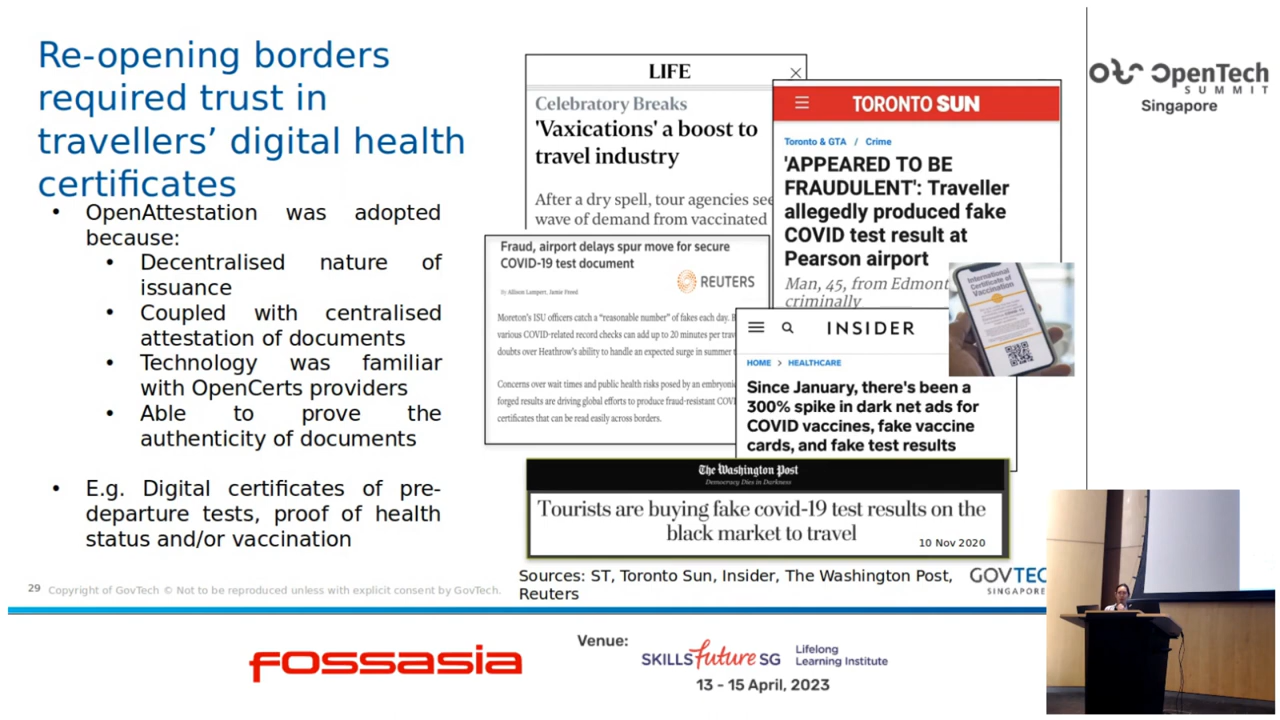 Re-opening borders
required trust in
travellers’ digital health
certificates
• OpenAttestation was adopted
because:
• Decentralised nature of
issuance
• Coupled with centralised
attestation of documents
• Technology was familiar
with OpenCerts providers
• Able to prove the
authenticity of documents
• E.g. Digital certificates of pre-
departure tests, proof of health
status and/or vaccination
LIFE
Celebratory Breaks
'Vaxications' a boost to
travel industry
After a dry spell, tour agencies see
wave of demand from vaccinated
TORONTO SUN
Toronto & GTA / Crime
'APPEARED TO BE
FRAUDULENT': Traveller
allegedly produced fake
COVID test result at
Pearson airport
Man, 45, from Edmont
criminally
Fraud, airport delays spur move for secure
COVID-19 test document
REUTERS
By Allison Lampert, Jamie Freed
Moreton's ISU officers catch a “reasonable number” of fakes each day.
various COVID-related record checks can add up to 20 minutes per
doubts over Heathrow's ability to handle an expected surge in summer
Concerns over wait times and public health risks posed by an
forged results are driving global efforts to produce fraud-resistant
certificates that can be read easily across borders.
International
Certificate of
Vaccination
INSIDER
HOME > HEALTHCARE
Since January, there's been a
300% spike in dark net ads for
COVID vaccines, fake vaccine
cards, and fake test results
The Washington Post
Democracy Dies in Darkness
Tourists are buying fake covid-19 test results on the
black market to travel
10 Nov 2020
Sources: ST, Toronto Sun, Insider, The Washington Post,
Reuters
29 Copyright of GovTech © Not to be reproduced unless with explicit consent by GovTech.
GOVTEC
SINGAPORE
OpenTech
SUMMIT
Singapore
FOSSASIA
Venue:
SKILLS future SG
Lifelong
Learning Institute
13 - 15 April, 2023